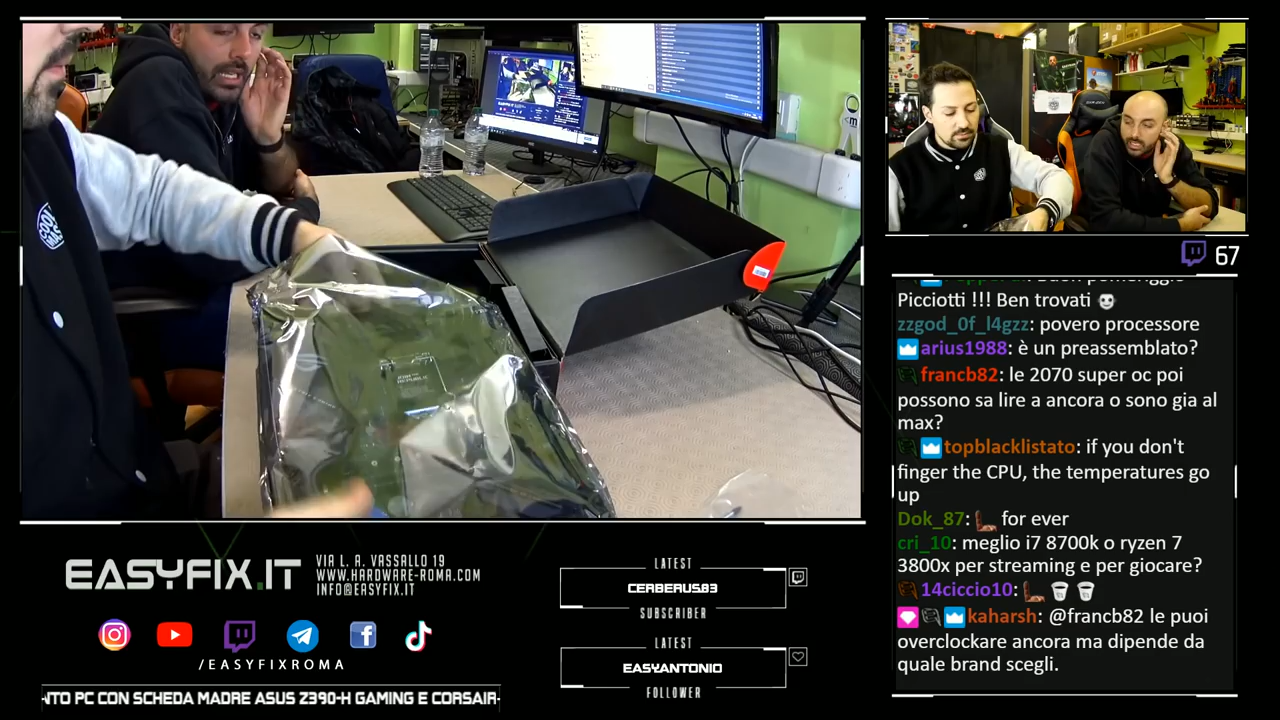 67
Picciotti !!! Ben trovati
zzgod_0f_l4gzz: povero processore
arius1988: è un preassemblato?
francb82: le 2070 super oc poi
possono sa lire a ancora o sono gia al
max?
topblacklistato: if you don't
finger the CPU, the temperatures go
up
Dok_87: for ever
cri_10: meglio i7 8700k o ryzen 7
3800x per streaming e per giocare?
14ciccio10:
kaharsh: @francb82 le puoi
overclockare ancora ma dipende da
quale brand scegli.
EASYFIX.IT
VIA L. A. VASSALLO 19
WWW.HARDWARE-ROMA.COM
INFO@EASYFIX.IT
/EASYFIXROMA
NTO PC CON SCHEDA MADRE ASUS Z390-H GAMING E CORSAIR
LATEST
CERBERUS83
SUBSCRIBER
LATEST
EASYANTONIO
FOLLOWER